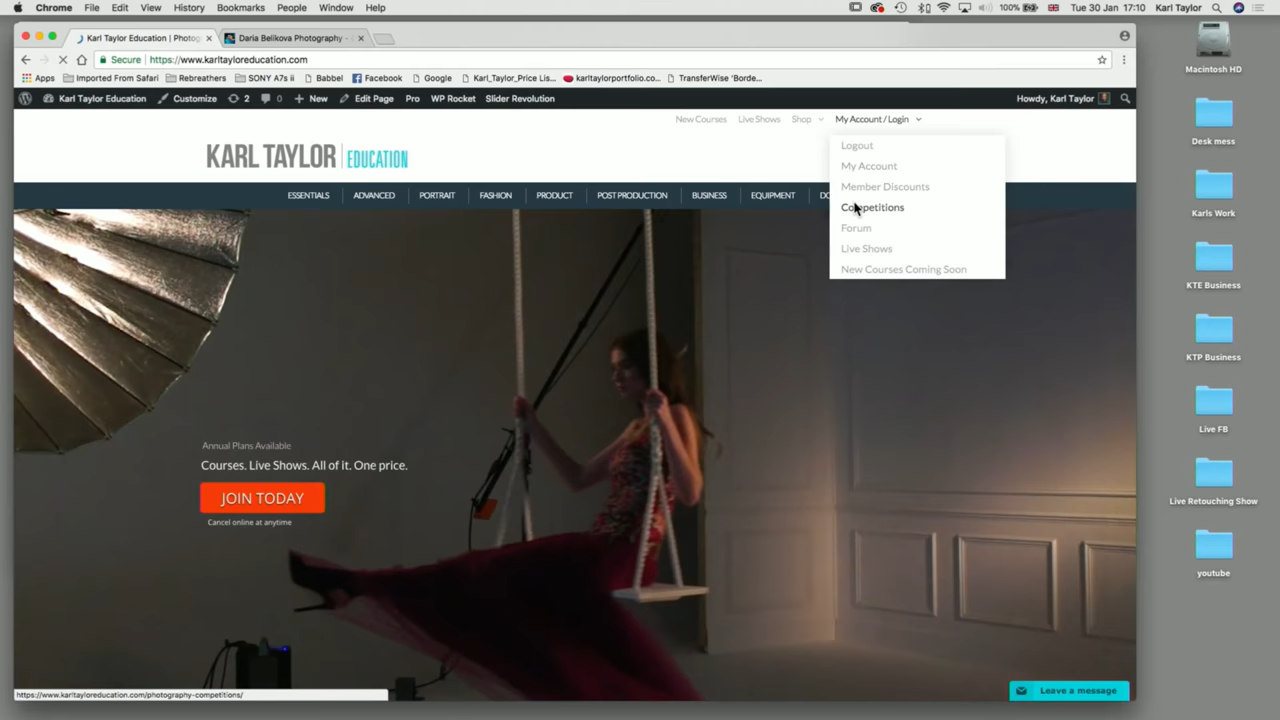 Chrome File Edit View History Bookmarks People Window Help 100% Tue 30 Jan 17:10 Karl Taylor
Karl Taylor Education | Photog Daria Belikova Photography -
Secure https://www.karltayloreducation.com
Apps Imported From Safari Rebreathers SONY A7s ii Babbel Facebook Google Karl_Taylor_Price Lis... karltaylorportfolio.co... TransferWise 'Borde...
Karl Taylor Education Customize 2 0 New Edit Page Pro WP Rocket Slider Revolution Howdy, Karl Taylor
New Courses Live Shows Shop My Account / Login
KARL TAYLOR EDUCATION
ESSENTIALS ADVANCED PORTRAIT FASHION PRODUCT POST PRODUCTION BUSINESS EQUIPMENT DO
Logout
My Account
Member Discounts
Competitions
Forum
Live Shows
New Courses Coming Soon
Annual Plans Available
Courses. Live Shows. All of it. One price.
JOIN TODAY
Cancel online at anytime
https://www.karltayloreducation.com/photography-competitions/
Leave a message
Macintosh HD
Desk mess
Karls Work
KTE Business
KTP Business
Live FB
Live Retouching Show
youtube